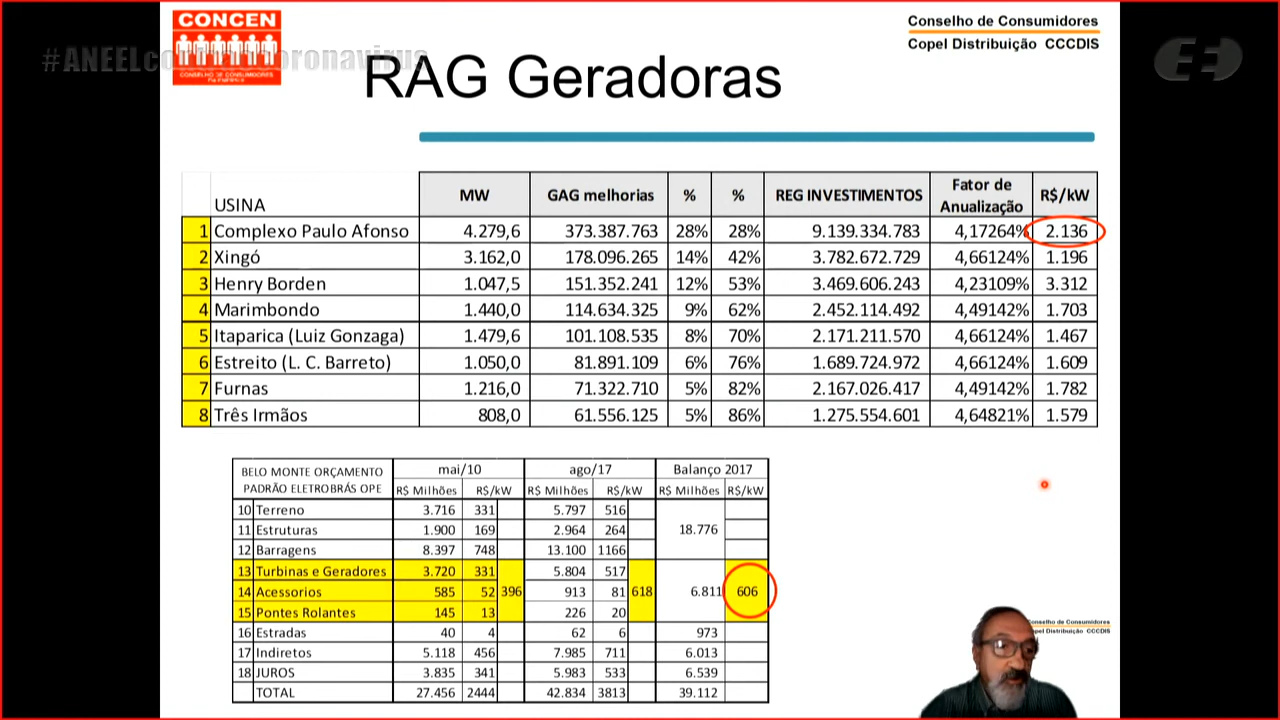 CONCEN
CONSELHO DE CONSUMIDORES
#ANEELcontraocoronavirus
Conselho de Consumidores
Copel Distribuição CCCDIS
RAG Geradoras
USINA MW GAG melhorias % % REG INVESTIMENTOS Fator de Anualização R$/kW
1 Complexo Paulo Afonso 4.279,6 373.387.763 28% 28% 9.139.334.783 4,17264% 2.136
2 Xingó 3.162,0 178.096.265 14% 42% 3.782.672.729 4,66124% 1.196
3 Henry Borden 1.047,5 151.352.241 12% 53% 3.469.606.243 4,23109% 3.312
4 Marimbondo 1.440,0 114.634.325 9% 62% 2.452.114.492 4,49142% 1.703
5 Itaparica (Luiz Gonzaga) 1.479,6 101.108.535 8% 70% 2.171.211.570 4,66124% 1.467
6 Estreito (L. C. Barreto) 1.050,0 81.891.109 6% 76% 1.689.724.972 4,66124% 1.609
7 Furnas 1.216,0 71.322.710 5% 82% 2.167.026.417 4,49142% 1.782
8 Três Irmãos 808,0 61.556.125 5% 86% 1.275.554.601 4,64821% 1.579
BELO MONTE ORÇAMENTO mai/10 ago/17 Balanço 2017
PADRÃO ELETROBRÁS OPE R$ Milhões R$/kW R$ Milhões R$/kW R$ Milhões R$/kW
10 Terreno 3.716 331 5.797 516
11 Estruturas 1.900 169 2.964 264 18.776
12 Barragens 8.397 748 13.100 1166
13 Turbinas e Geradores 3.720 331 5.804 517
14 Acessorios 585 52 396 913 81 618 6.811 606
15 Pontes Rolantes 145 13 226 20
16 Estradas 40 4 62 6 973
17 Indiretos 5.118 456 7.985 711 6.013
18 JUROS 3.835 341 5.983 533 6.539
TOTAL 27.456 2444 42.834 3813 39.112
Conselho de Consumidores
Copel Distribuição CCCDIS